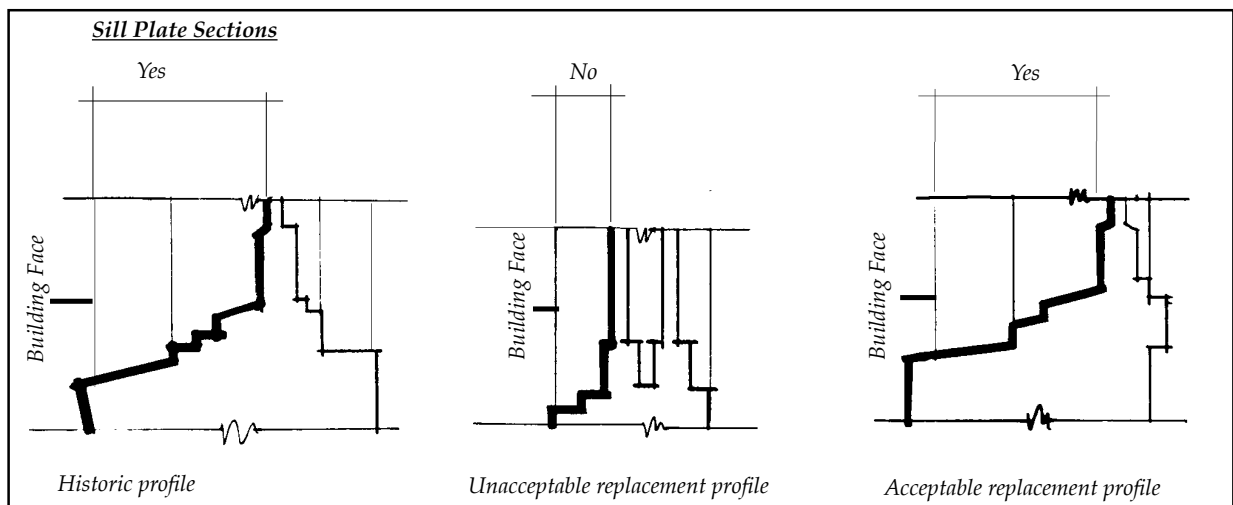 Sill Plate Sections
Yes
No
Yes
Building Face
Building Face
Building Face
Historic profile
Unacceptable replacement profile
Acceptable replacement profile